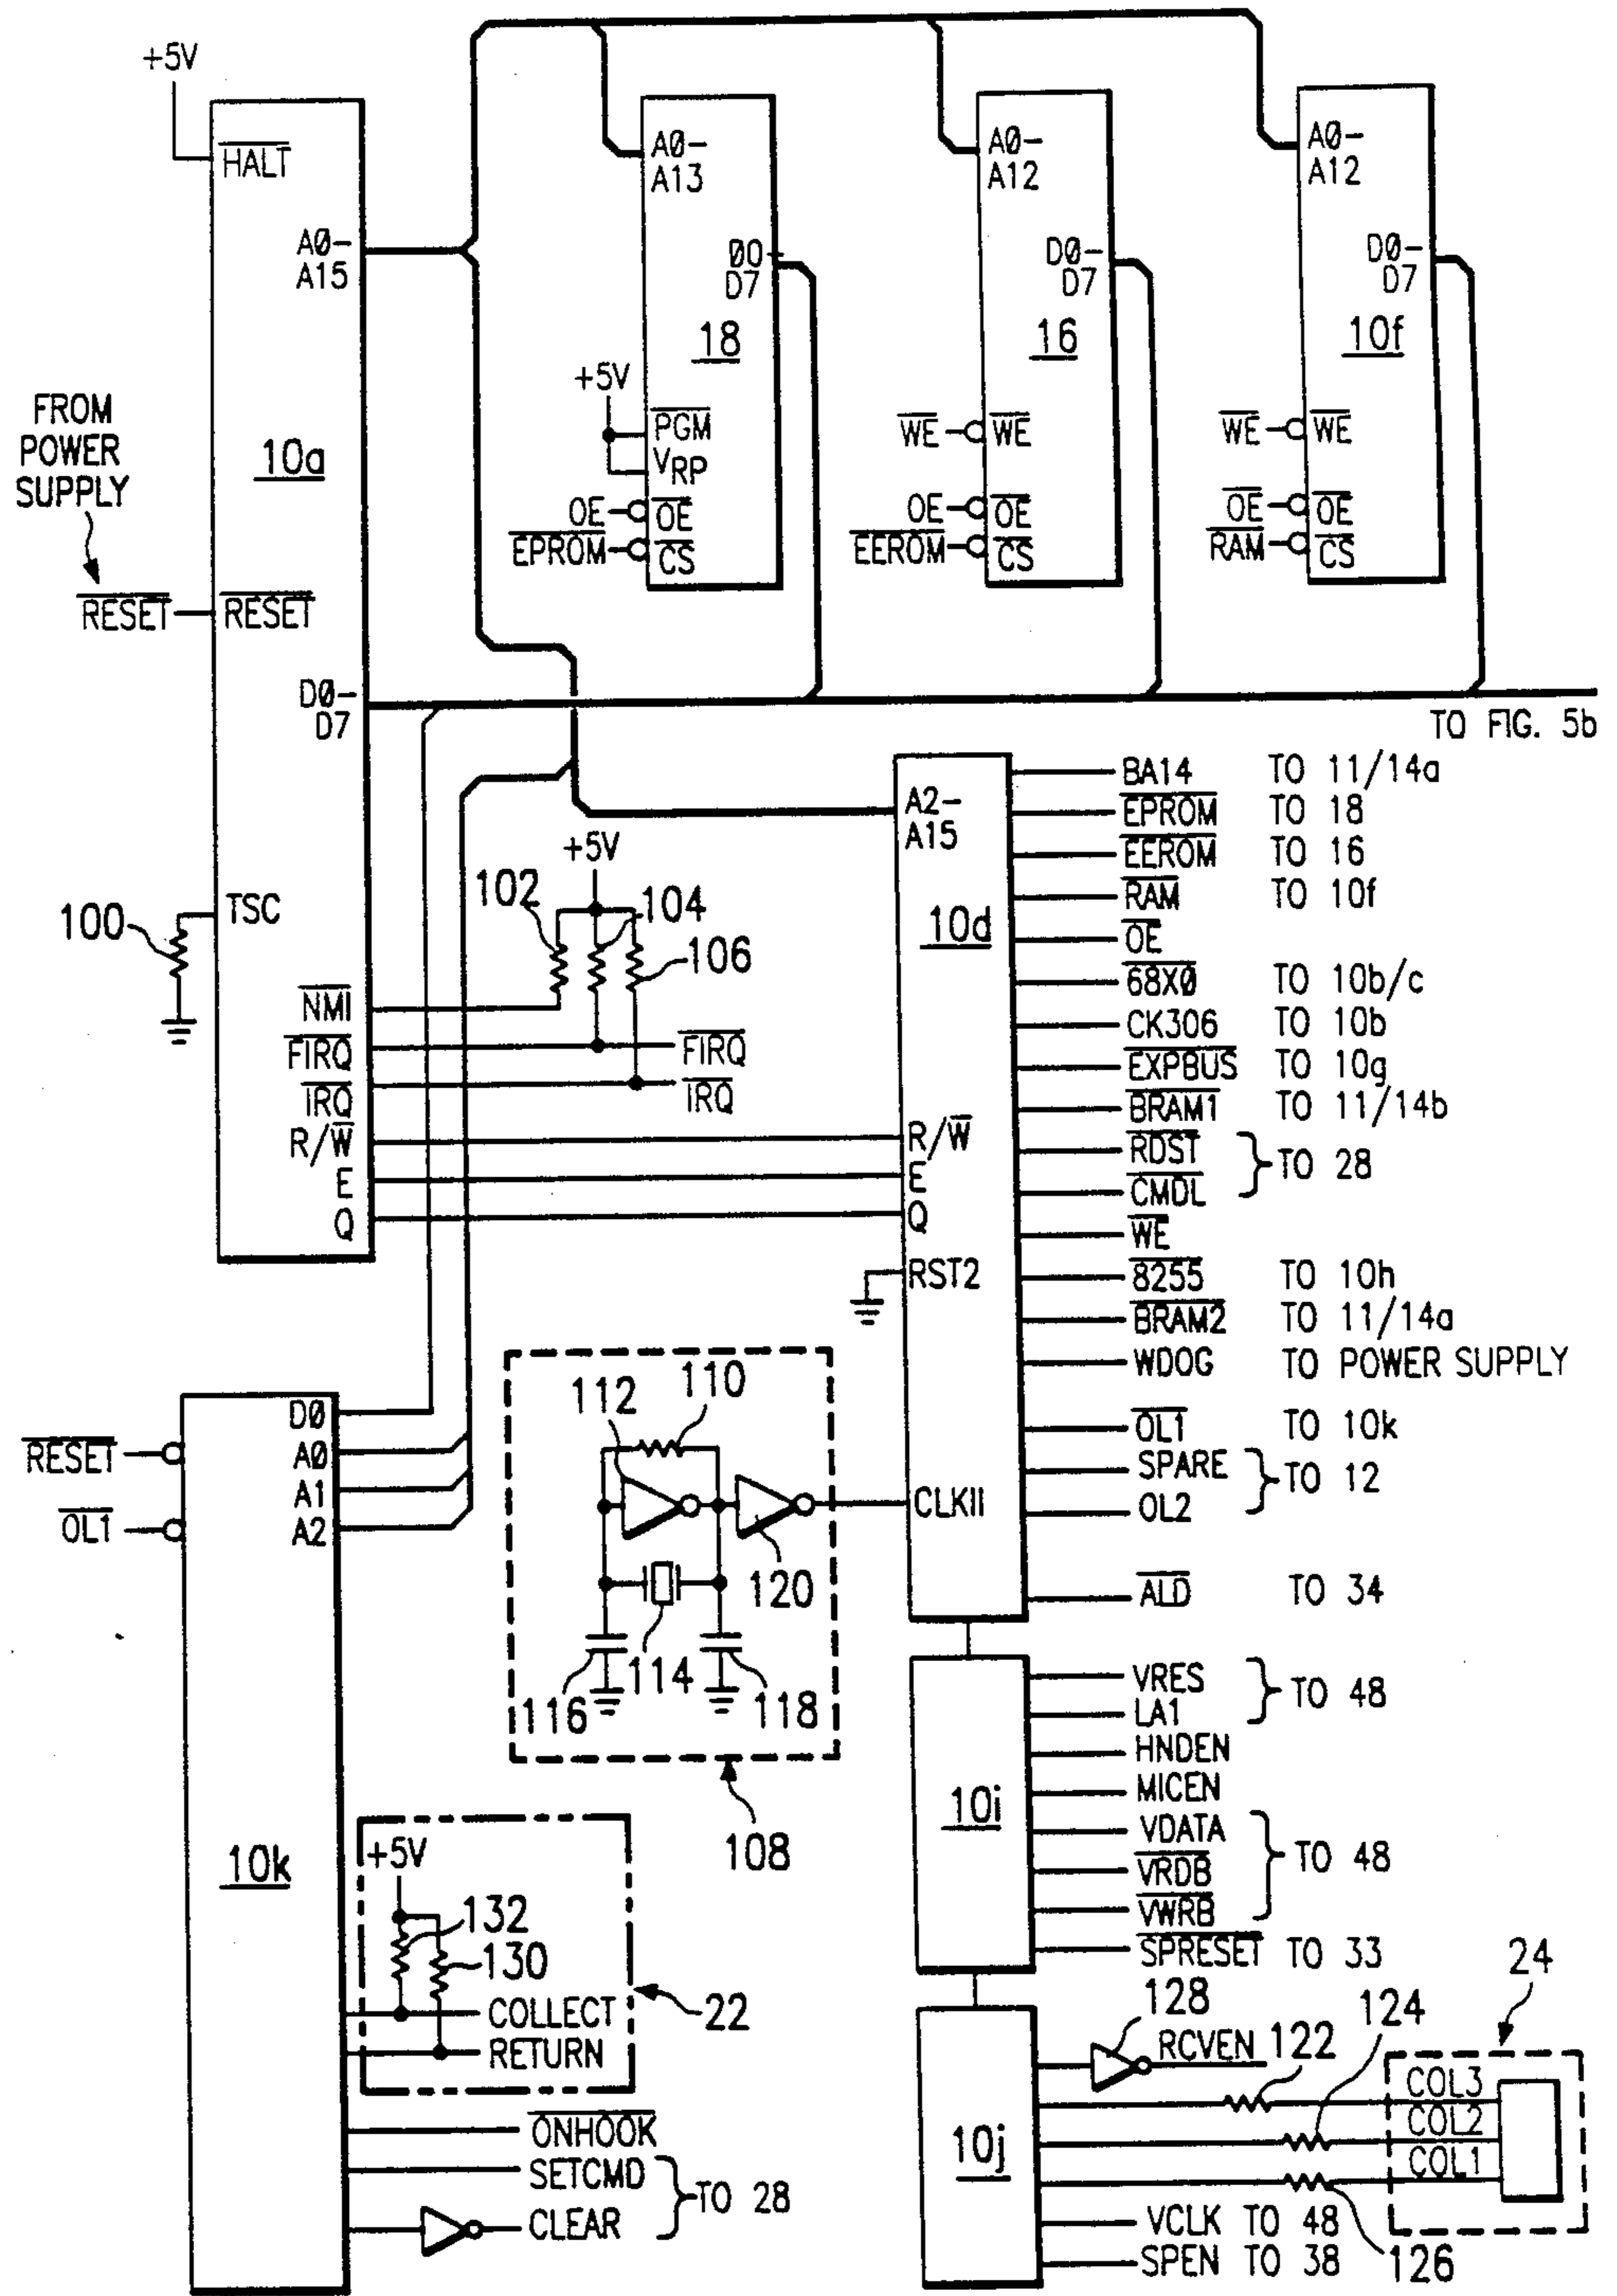 +5V
HALT
A0-
A15
FROM
POWER
SUPPLY
10a
RESET
RESET
D0-
D7
TSC
100
NMI
FIRQ
IRQ
R/W
E
Q
A0-
A13
00-
D7
18
+5V
PGM
VRP
OE
OE
EPROM
CS
A0-
A12
D0-
D7
16
WE
WE
OE
OE
EEROM
CS
A0-
A12
D0-
D7
10f
WE
WE
OE
OE
RAM
CS
TO FIG. 5b
+5V
102
104
106
FIRQ
IRQ
A2-
A15
10d
R/W
E
Q
RST2
CLKII
BA14 TO 11/14a
EPROM TO 18
EEROM TO 16
RAM TO 10f
OE
68X0 TO 10b/c
CK306 TO 10b
EXPBUS TO 10g
BRAM1 TO 11/14b
RDST
CMDL
TO 28
WE
8255 TO 10h
BRAM2 TO 11/14a
WDOG TO POWER SUPPLY
OL1 TO 10k
SPARE
OL2
TO 12
ALD TO 34
112
110
120
114
116
118
108
RESET
OL1
D0
A0
A1
A2
10k
+5V
132
130
COLLECT
RETURN
22
ONHOOK
SETCMD
CLEAR
TO 28
10i
VRES
LA1
TO 48
HNDEN
MICEN
VDATA
VRDB
VWRB
TO 48
SPRESET TO 33
10j
128
RCVEN
122
124
24
COL3
COL2
COL1
126
VCLK TO 48
SPEN TO 38